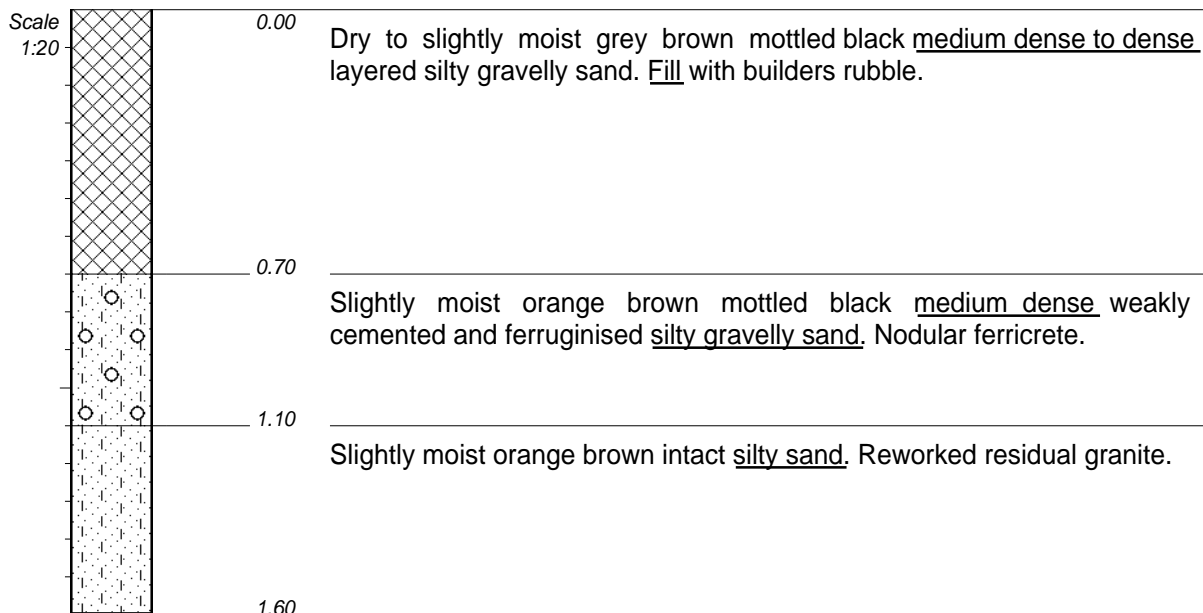 Scale
1:20
0.00
Dry to slightly moist grey brown mottled black medium dense to dense
layered silty gravelly sand. Fill with builders rubble.
0.70
Slightly moist orange brown mottled black medium dense weakly
cemented and ferruginised silty gravelly sand. Nodular ferricrete.
1.10
Slightly moist orange brown intact silty sand. Reworked residual granite.
1.60